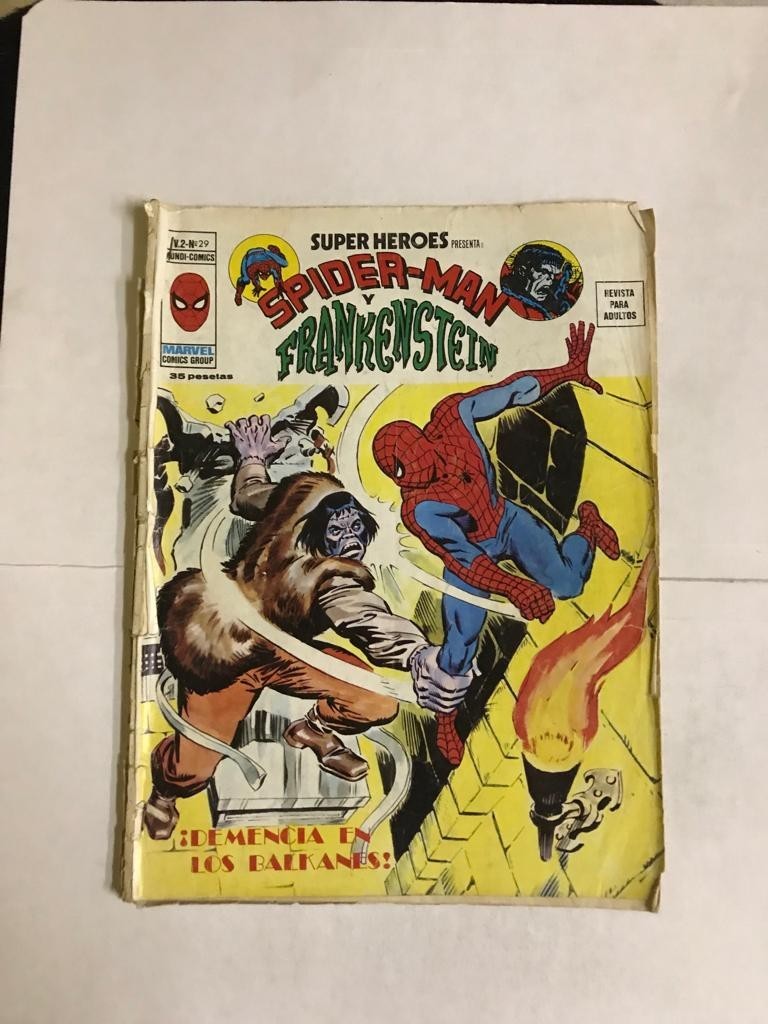 V.2-Nº29
MUNDI-COMICS
MARVEL
COMICS GROUP
35 pesetas
SUPER HEROES PRESENTA:
SPIDER-MAN
Y
FRANKENSTEIN
REVISTA
PARA
ADULTOS
¡DEMENCIA EN
LOS BALKANES!